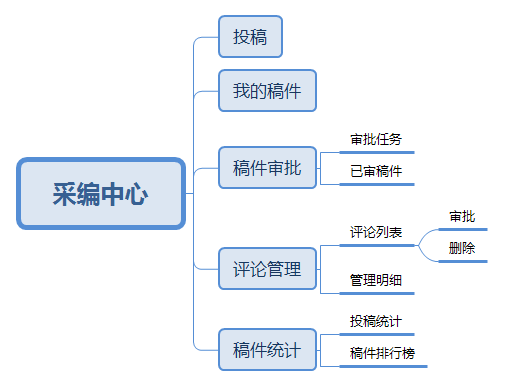 采编中心
投稿
我的稿件
稿件审批
审批任务
已审稿件
评论管理
评论列表
审批
删除
管理明细
稿件统计
投稿统计
稿件排行榜